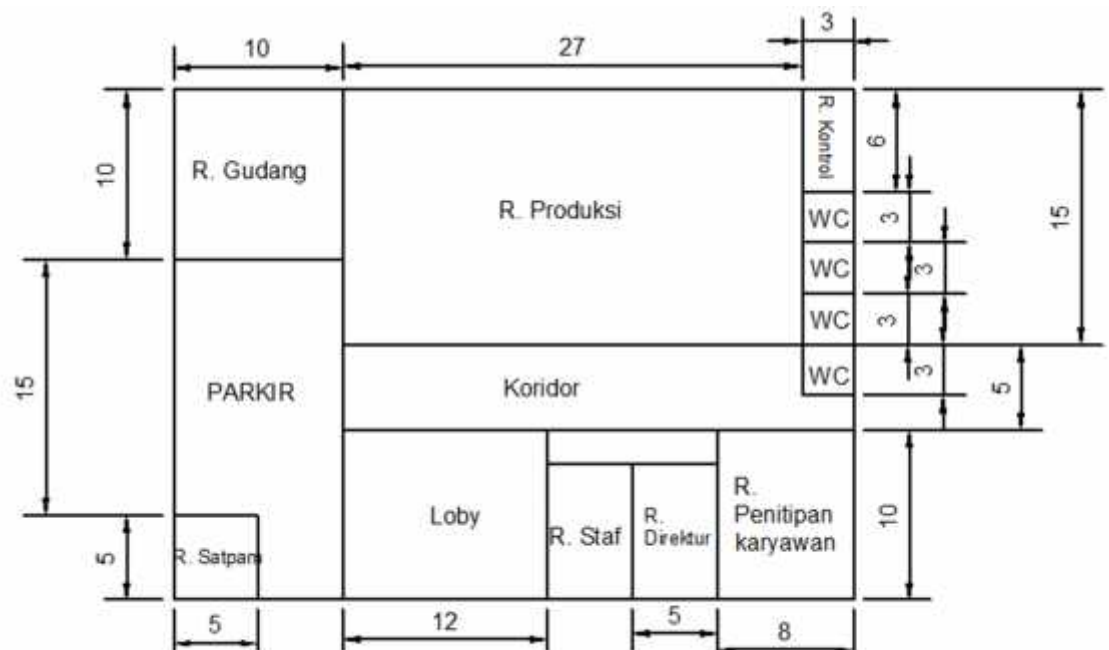 3
10
27
R. Gudang
10
R. Produksi
R. Kontrol
6
WC
3
15
WC
3
WC
3
15
PARKIR
Koridor
WC
3
5
Loby
R. Staf
R.
Direktur
R.
Penitipan
karyawan
10
5
R. Satpam
5
12
5
8